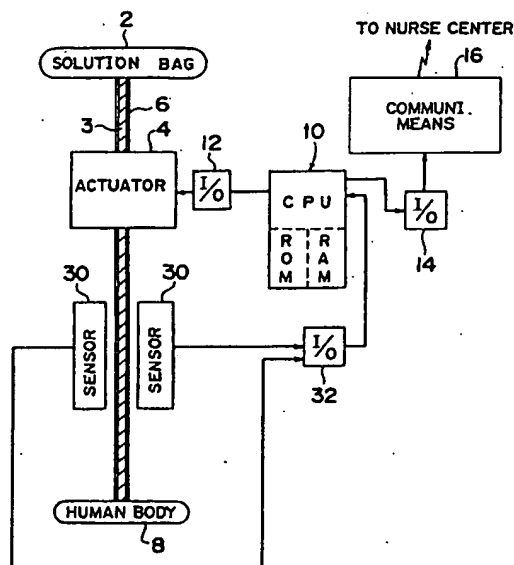 2
SOLUTION BAG
TO NURSE CENTER
16
COMMUNI.
MEANS
3
6
4
ACTUATOR
12
I/O
10
CPU
ROM
RAM
I/O
14
30
SENSOR
30
SENSOR
I/O
32
HUMAN BODY
8